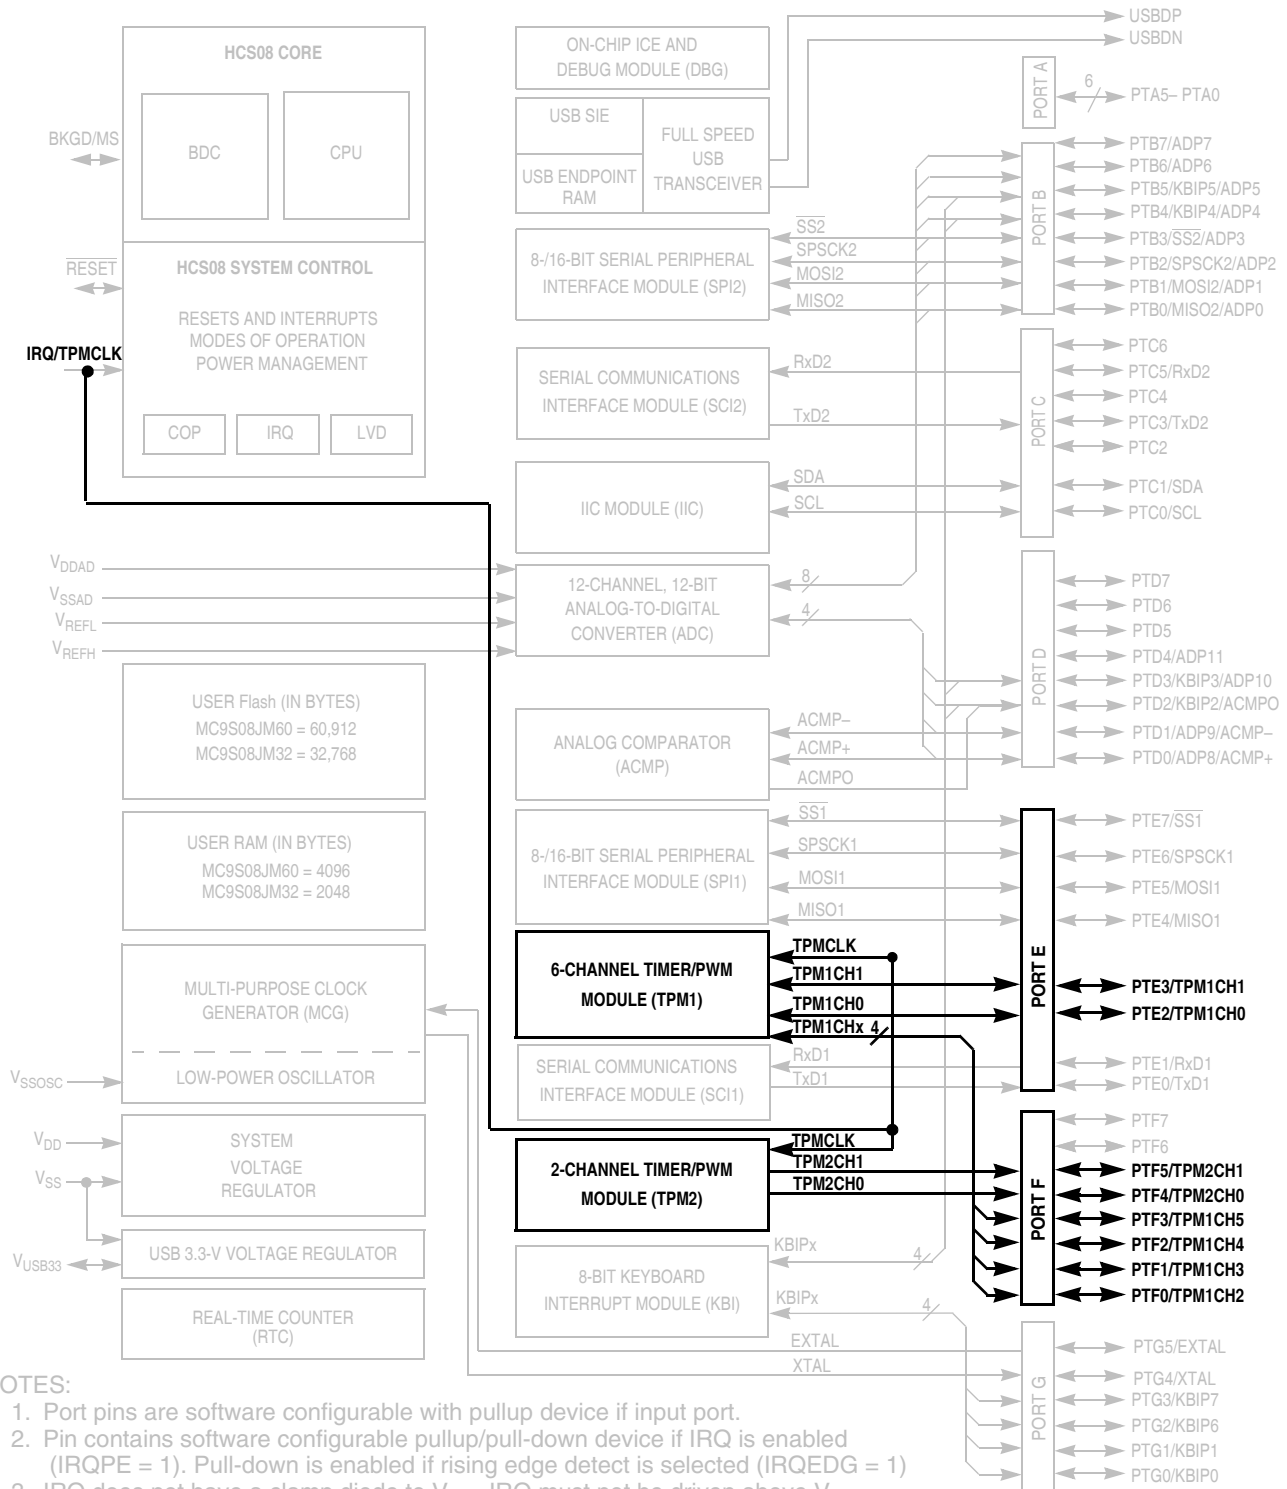 HCS08 CORE
BDC
CPU
BKGD/MS
RESET
HCS08 SYSTEM CONTROL
RESETS AND INTERRUPTS
MODES OF OPERATION
POWER MANAGEMENT
IRQ/TPMCLK
COP
IRQ
LVD
VDDAD
VSSAD
VREFL
VREFH
USER Flash (IN BYTES)
MC9S08JM60 = 60,912
MC9S08JM32 = 32,768
USER RAM (IN BYTES)
MC9S08JM60 = 4096
MC9S08JM32 = 2048
MULTI-PURPOSE CLOCK
GENERATOR (MCG)
LOW-POWER OSCILLATOR
VSSOSC
VDD
VSS
SYSTEM
VOLTAGE
REGULATOR
VUSB33
USB 3.3-V VOLTAGE REGULATOR
REAL-TIME COUNTER
(RTC)
ON-CHIP ICE AND
DEBUG MODULE (DBG)
USB SIE
USB ENDPOINT
RAM
FULL SPEED
USB
TRANSCEIVER
8-/16-BIT SERIAL PERIPHERAL
INTERFACE MODULE (SPI2)
SS2
SPSCK2
MOSI2
MISO2
SERIAL COMMUNICATIONS
INTERFACE MODULE (SCI2)
RxD2
TxD2
IIC MODULE (IIC)
SDA
SCL
12-CHANNEL, 12-BIT
ANALOG-TO-DIGITAL
CONVERTER (ADC)
8
4
ANALOG COMPARATOR
(ACMP)
ACMP–
ACMP+
ACMPO
8-/16-BIT SERIAL PERIPHERAL
INTERFACE MODULE (SPI1)
SS1
SPSCK1
MOSI1
MISO1
6-CHANNEL TIMER/PWM
MODULE (TPM1)
TPMCLK
TPM1CH1
TPM1CH0
TPM1CHx 4
SERIAL COMMUNICATIONS
INTERFACE MODULE (SCI1)
RxD1
TxD1
2-CHANNEL TIMER/PWM
MODULE (TPM2)
TPMCLK
TPM2CH1
TPM2CH0
8-BIT KEYBOARD
INTERRUPT MODULE (KBI)
KBIPx
4
KBIPx
4
EXTAL
XTAL
USBDP
USBDN
PORT A
6
PTA5– PTA0
PORT B
PTB7/ADP7
PTB6/ADP6
PTB5/KBIP5/ADP5
PTB4/KBIP4/ADP4
PTB3/SS2/ADP3
PTB2/SPSCK2/ADP2
PTB1/MOSI2/ADP1
PTB0/MISO2/ADP0
PORT C
PTC6
PTC5/RxD2
PTC4
PTC3/TxD2
PTC2
PTC1/SDA
PTC0/SCL
PORT D
PTD7
PTD6
PTD5
PTD4/ADP11
PTD3/KBIP3/ADP10
PTD2/KBIP2/ACMPO
PTD1/ADP9/ACMP–
PTD0/ADP8/ACMP+
PORT E
PTE7/SS1
PTE6/SPSCK1
PTE5/MOSI1
PTE4/MISO1
PTE3/TPM1CH1
PTE2/TPM1CH0
PTE1/RxD1
PTE0/TxD1
PORT F
PTF7
PTF6
PTF5/TPM2CH1
PTF4/TPM2CH0
PTF3/TPM1CH5
PTF2/TPM1CH4
PTF1/TPM1CH3
PTF0/TPM1CH2
PORT G
PTG5/EXTAL
PTG4/XTAL
PTG3/KBIP7
PTG2/KBIP6
PTG1/KBIP1
PTG0/KBIP0
OTES:
1. Port pins are software configurable with pullup device if input port.
2. Pin contains software configurable pullup/pull-down device if IRQ is enabled
(IRQPE = 1). Pull-down is enabled if rising edge detect is selected (IRQEDG = 1)
3. IRQ does not have a clamp diode to V IRQ must not be driven above V